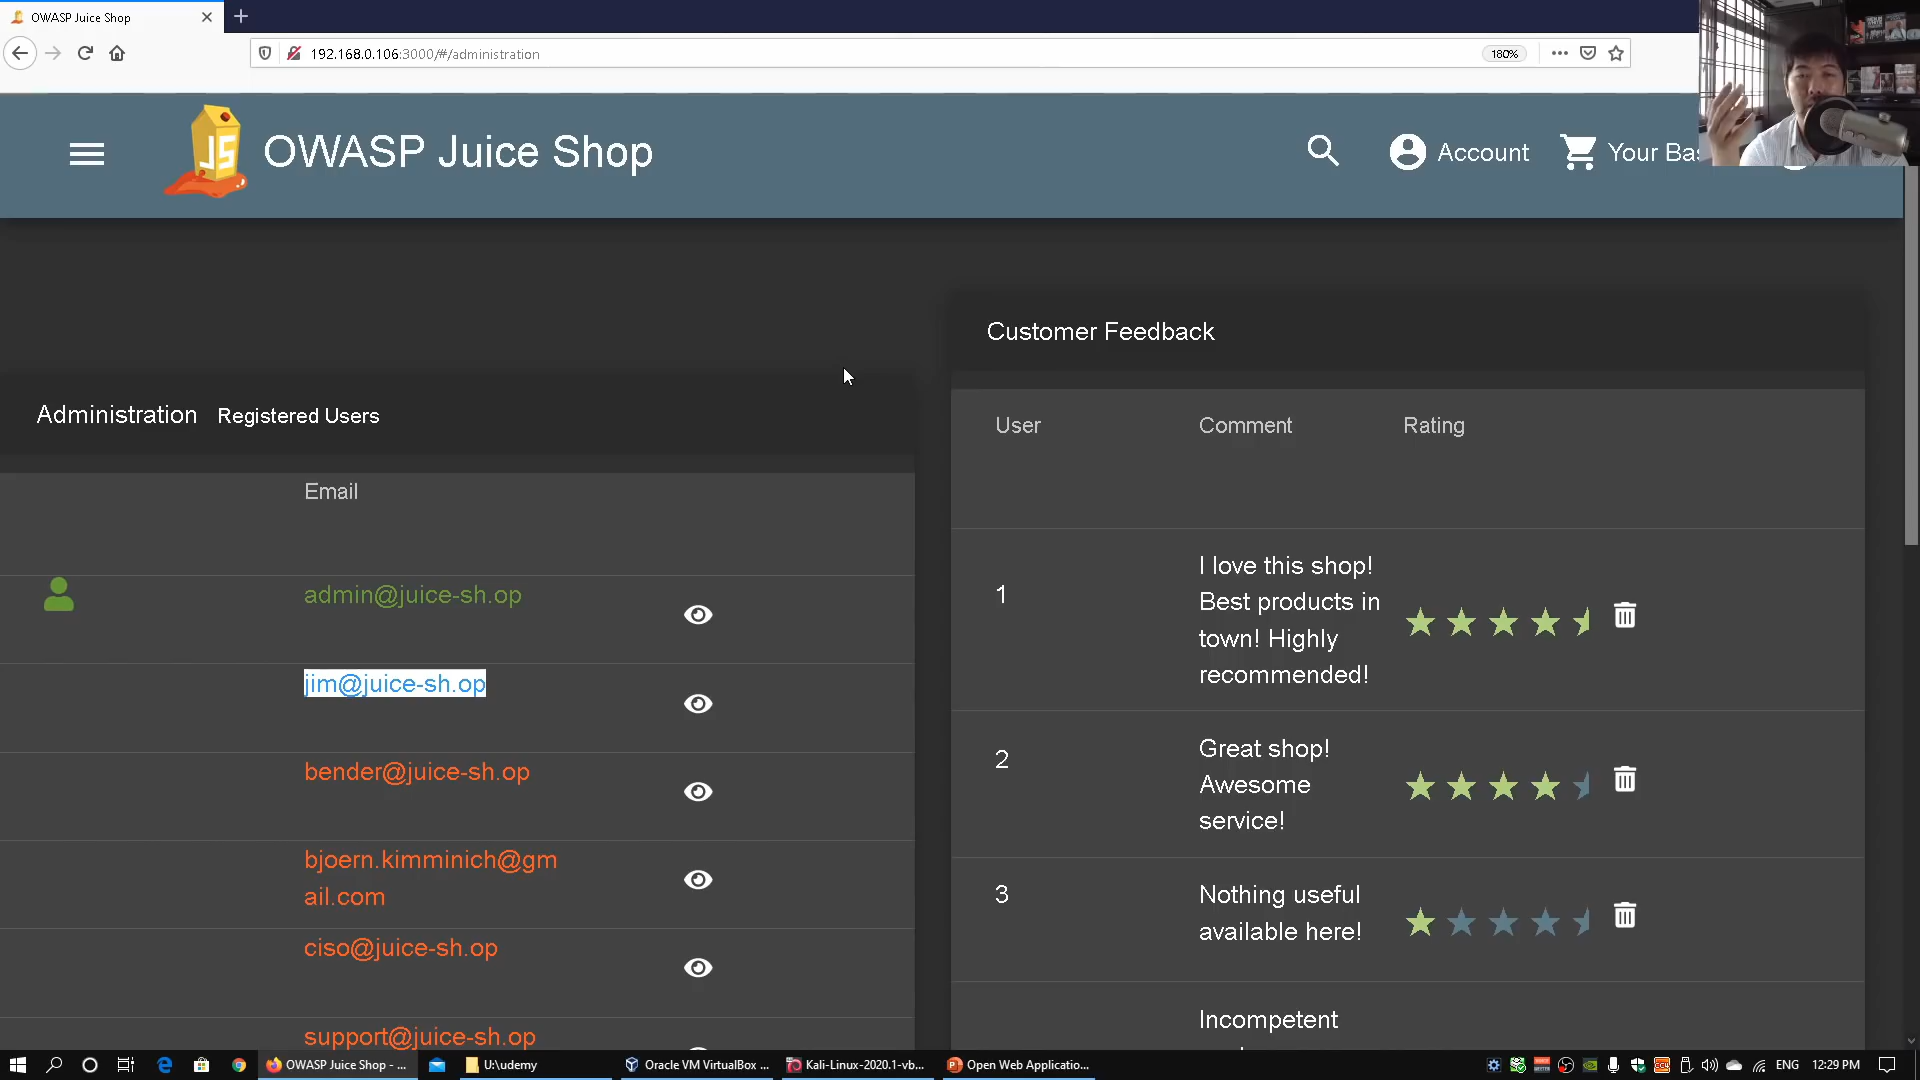 OWASP Juice Shop
192.168.0.106:3000/#/administration
180%
JS
OWASP Juice Shop
Account
Your Bas
Administration
Registered Users
Email
admin@juice-sh.op
jim@juice-sh.op
bender@juice-sh.op
bjoern.kimminich@gm
ail.com
ciso@juice-sh.op
support@juice-sh.op
Customer Feedback
User
Comment
Rating
1
I love this shop!
Best products in
town! Highly
recommended!
2
Great shop!
Awesome
service!
3
Nothing useful
available here!
Incompetent
OWASP Juice Shop - ...
U:\udemy
Oracle VM VirtualBox ...
Kali-Linux-2020.1-vb...
Open Web Applicatio...
ENG
12:29 PM